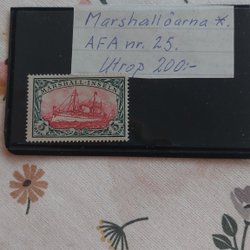 Marshallöarna *.
AFA nr. 25.
Utrop 200:-
MARSHALL-INSELN